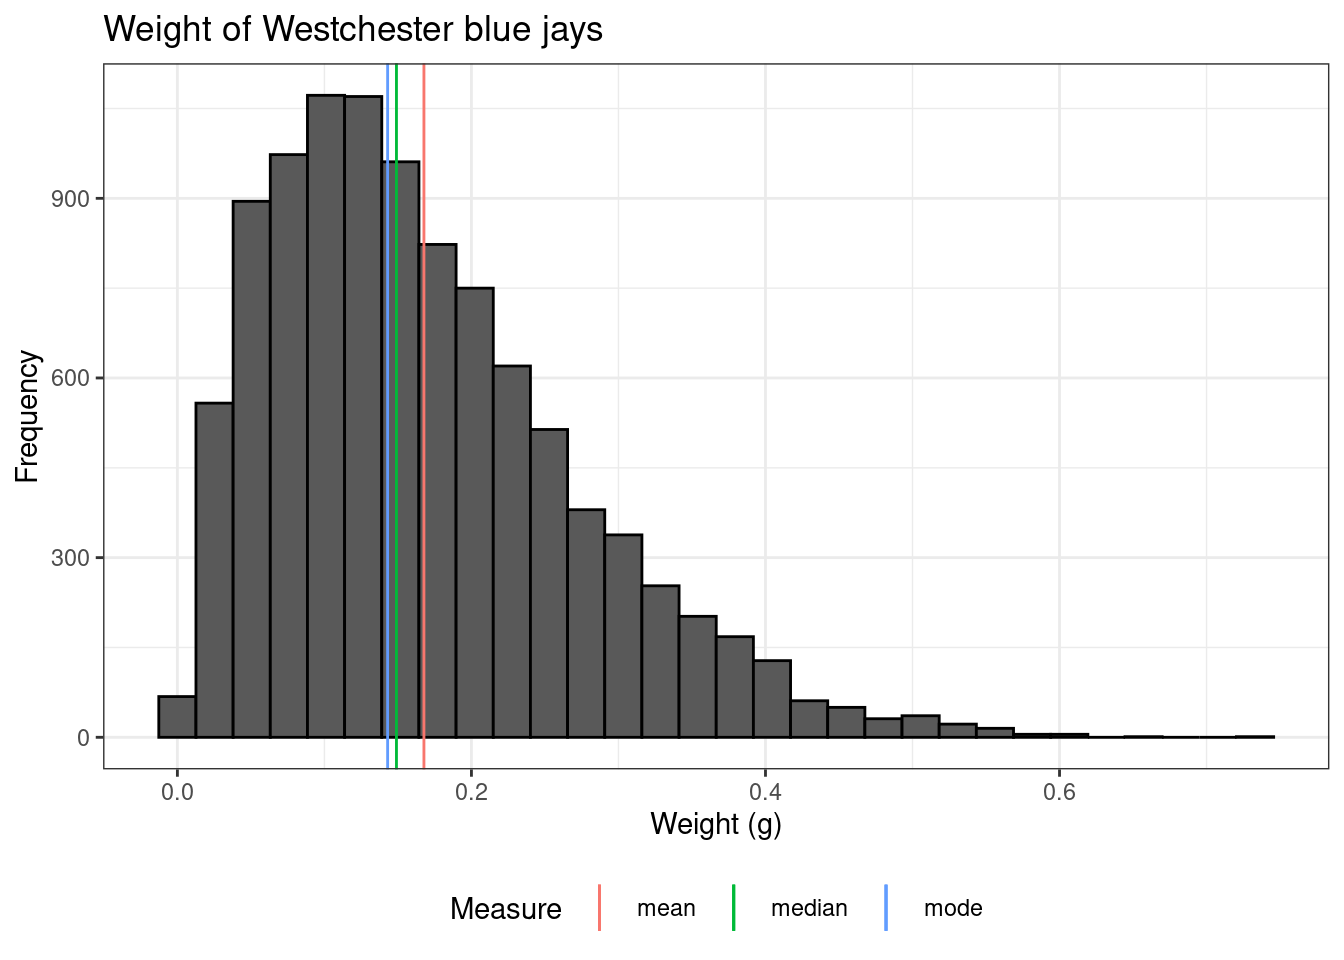 Weight of Westchester blue jays
Frequency
900
600
300
0
0.0 0.2 0.4 0.6
Weight (g)
Measure mean median mode